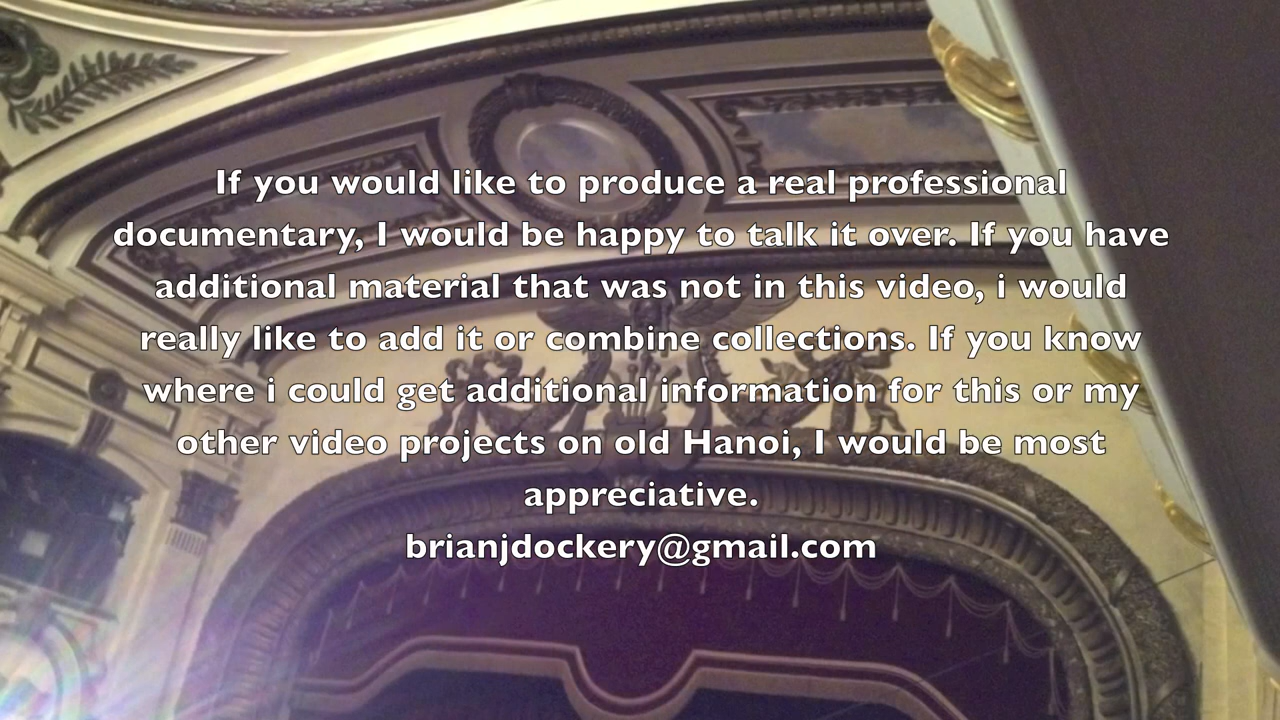 If you would like to produce a real professional
documentary, I would be happy to talk it over. If you have
additional material that was not in this video, i would
really like to add it or combine collections. If you know
where i could get additional information for this or my
other video projects on old Hanoi, I would be most
appreciative.
brianjdockery@gmail.com